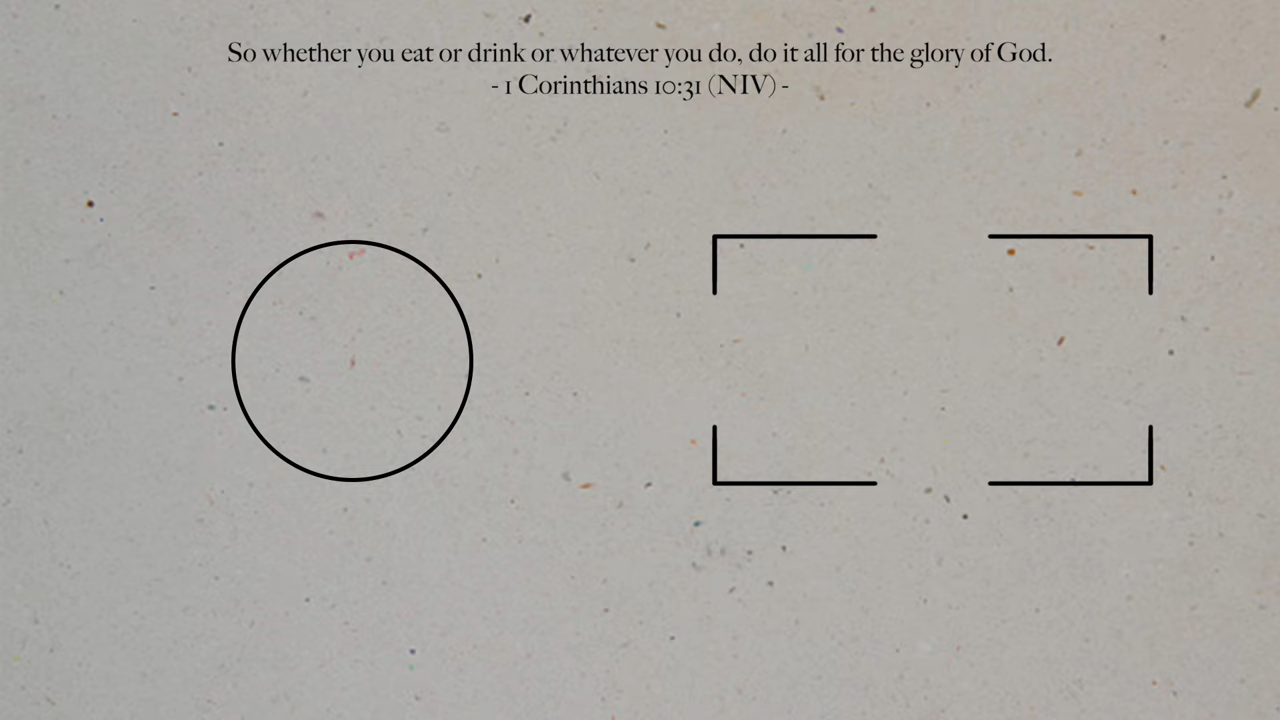 So whether you eat or drink or whatever you do, do it all for the glory of God.
- 1 Corinthians 10:31 (NIV) -